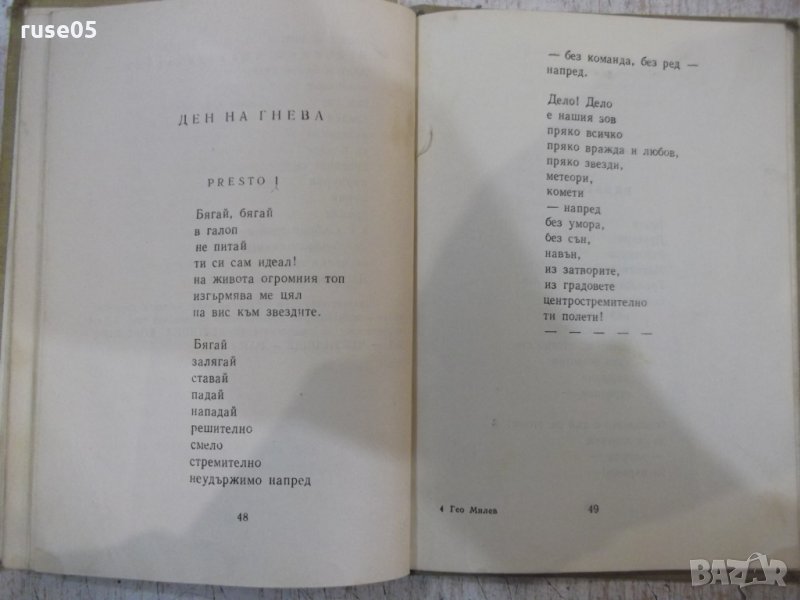 ruse05
ДЕН НА ГНЕВА
PRESTO !
Бягай, бягай
в галоп
не питай
ти си сам идеал!
на живота огромния топ
изгърмява ме цял
на вис към звездите.
Бягай
залягай
ставай
падай
нападай
решително
смело
стремително
неудържимо напред
48
— без команда, без ред —
напред.
Дело! Дело
е нашия зов
пряко всичко
пряко вражда и любов,
пряко звезди,
метеори,
комети
— напред
без умора,
без сън,
навън,
из затворите,
из градовете
центростремително
ти полети!
— — — — —
4 Гео Милев
49
BAZAR